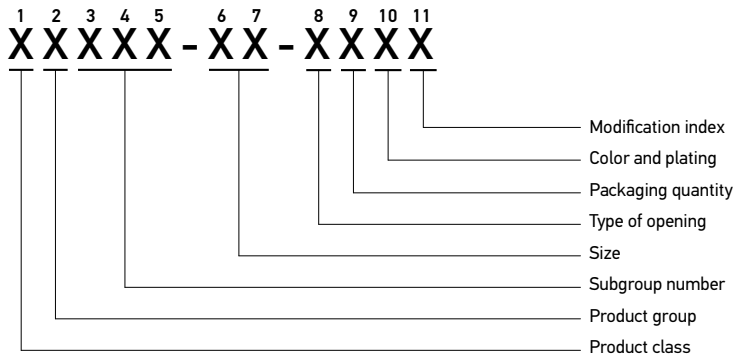 1 2 3 4 5 6 7 8 9 10 11
X X X X X - X X - X X X X
Modification index
Color and plating
Packaging quantity
Type of opening
Size
Subgroup number
Product group
Product class